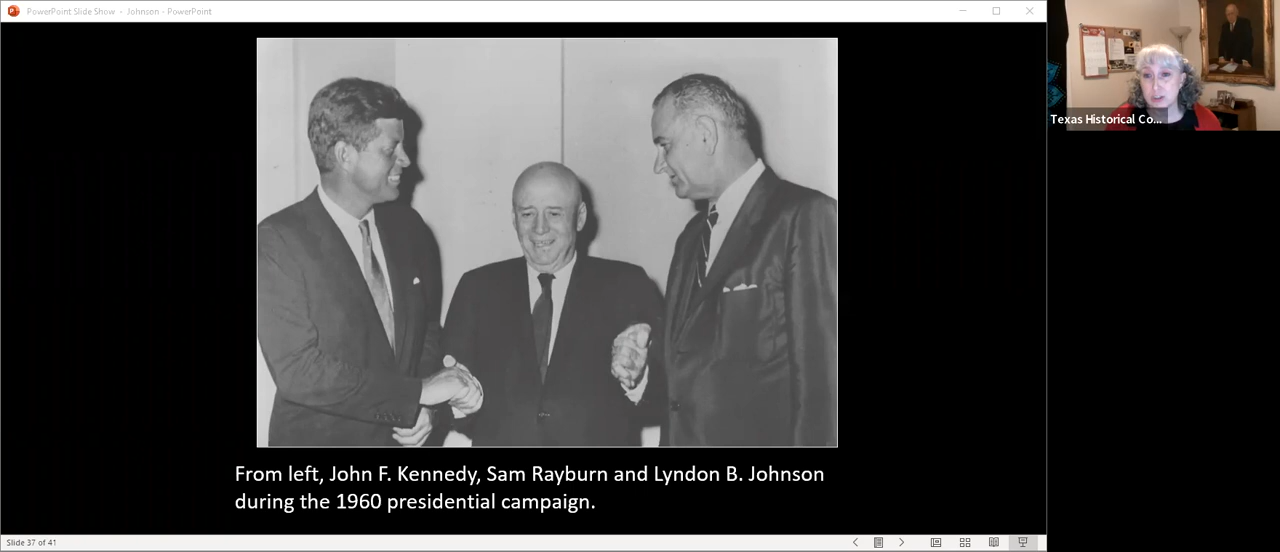 PowerPoint Slide Show - Johnson - PowerPoint
Texas Historical Co...
From left, John F. Kennedy, Sam Rayburn and Lyndon B. Johnson
during the 1960 presidential campaign.
Slide 37 of 41